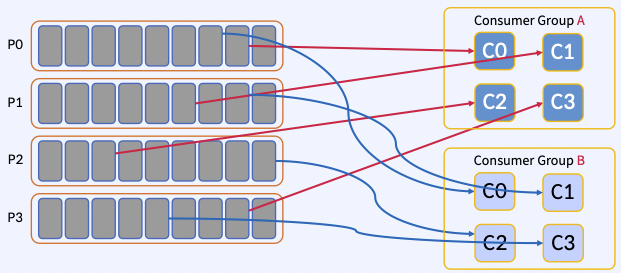 P0
P1
P2
P3
Consumer Group A
C0 C1
C2 C3
Consumer Group B
C0 C1
C2 C3